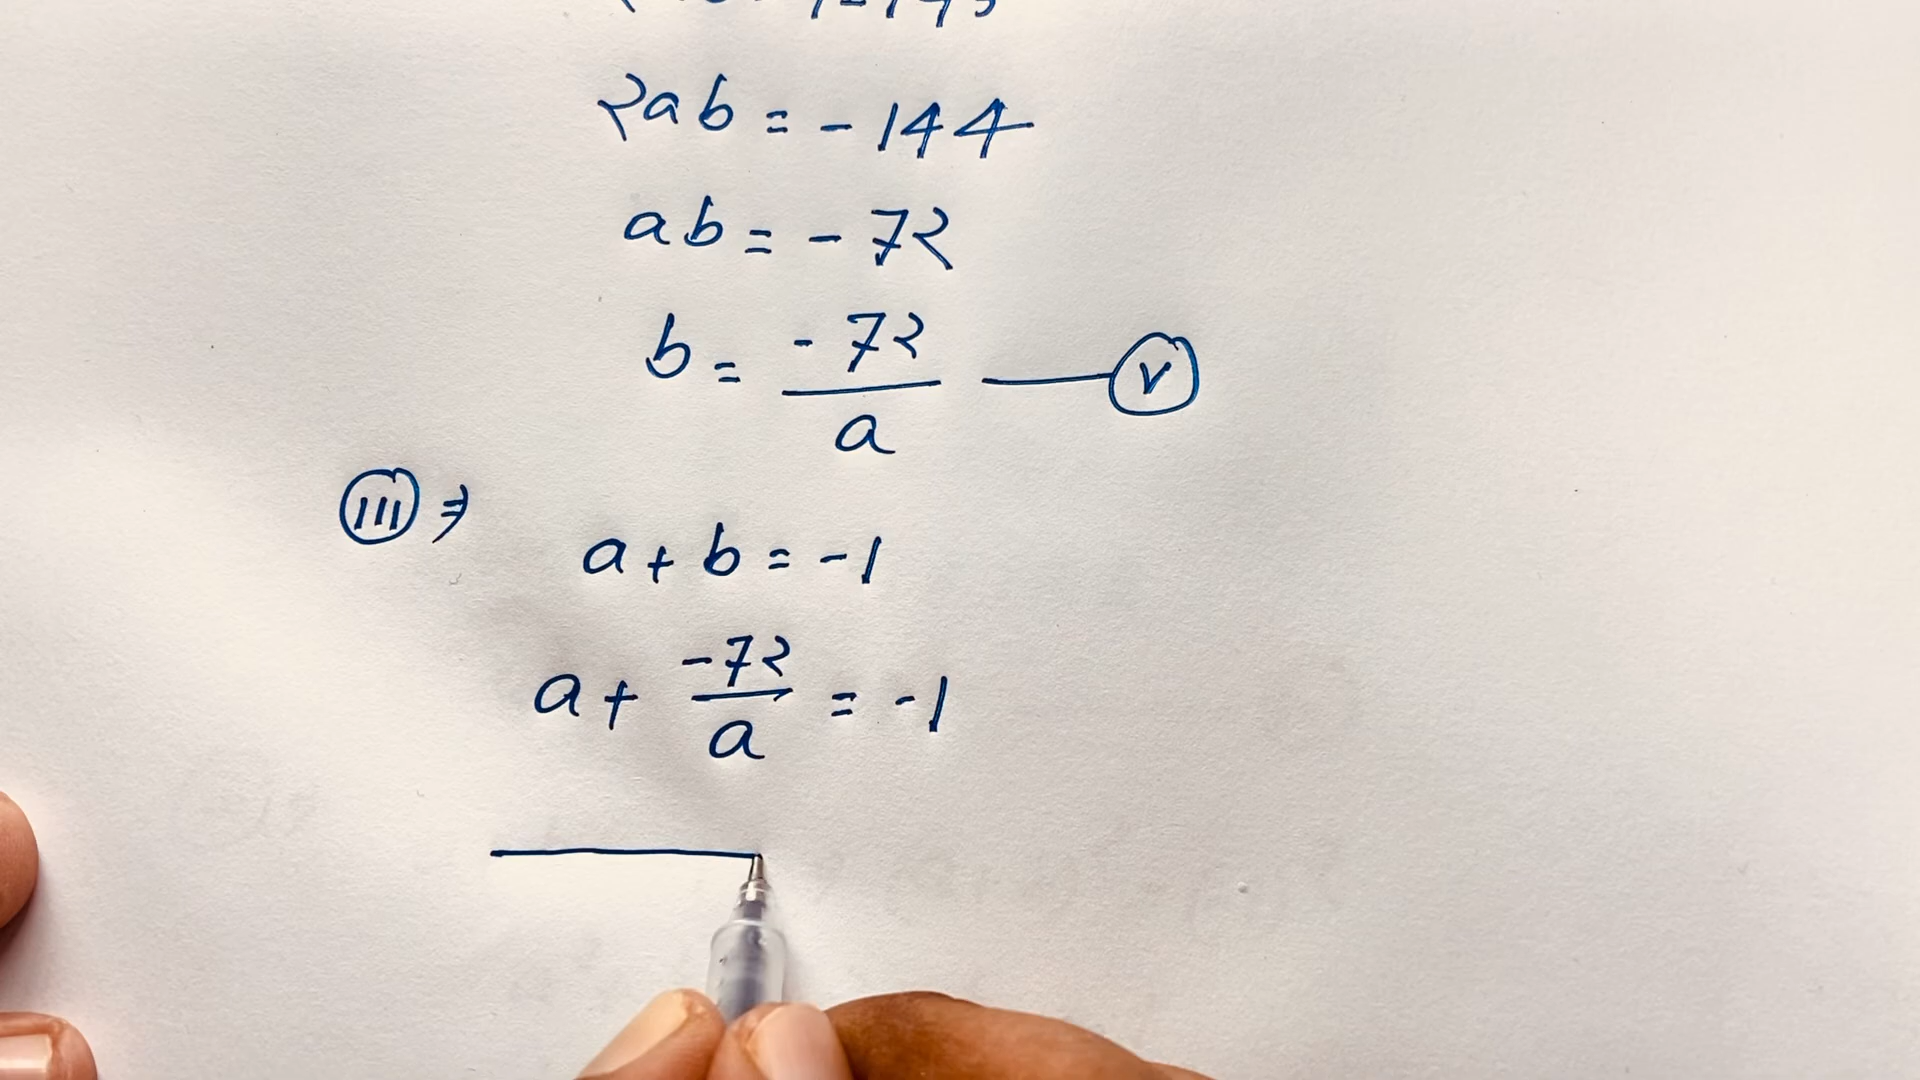 2ab = -144
ab = -72
b = -72/a — (V)
(III) ⇒
a + b = -1
a + -72/a = -1